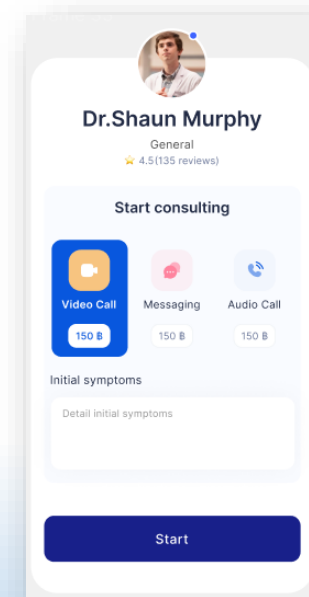 Dr.Shaun Murphy
General
4.5(135 reviews)
Start consulting
Video Call
Messaging
Audio Call
150 ฿
150 ฿
150 ฿
Initial symptoms
Detail initial symptoms
Start